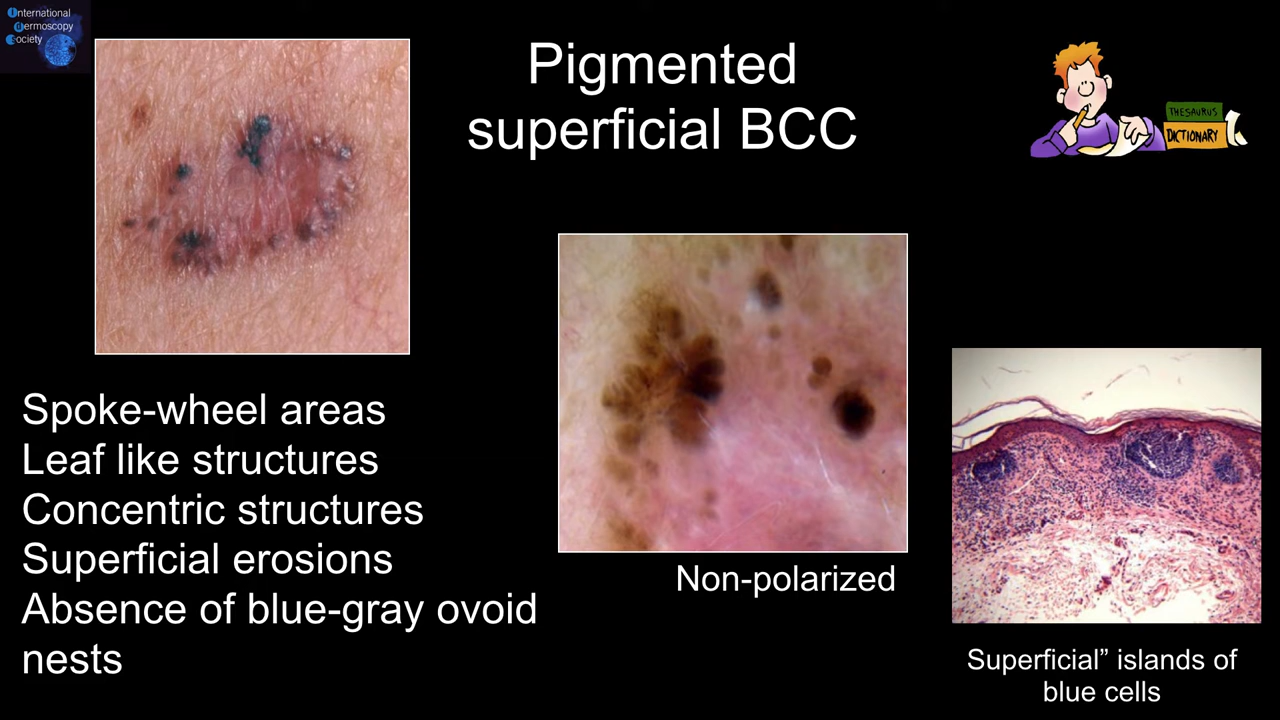 International
Dermoscopy
Society
Pigmented
superficial BCC
THESAURUS
DICTIONARY
Spoke-wheel areas
Leaf like structures
Concentric structures
Superficial erosions
Absence of blue-gray ovoid
nests
Non-polarized
Superficial” islands of
blue cells